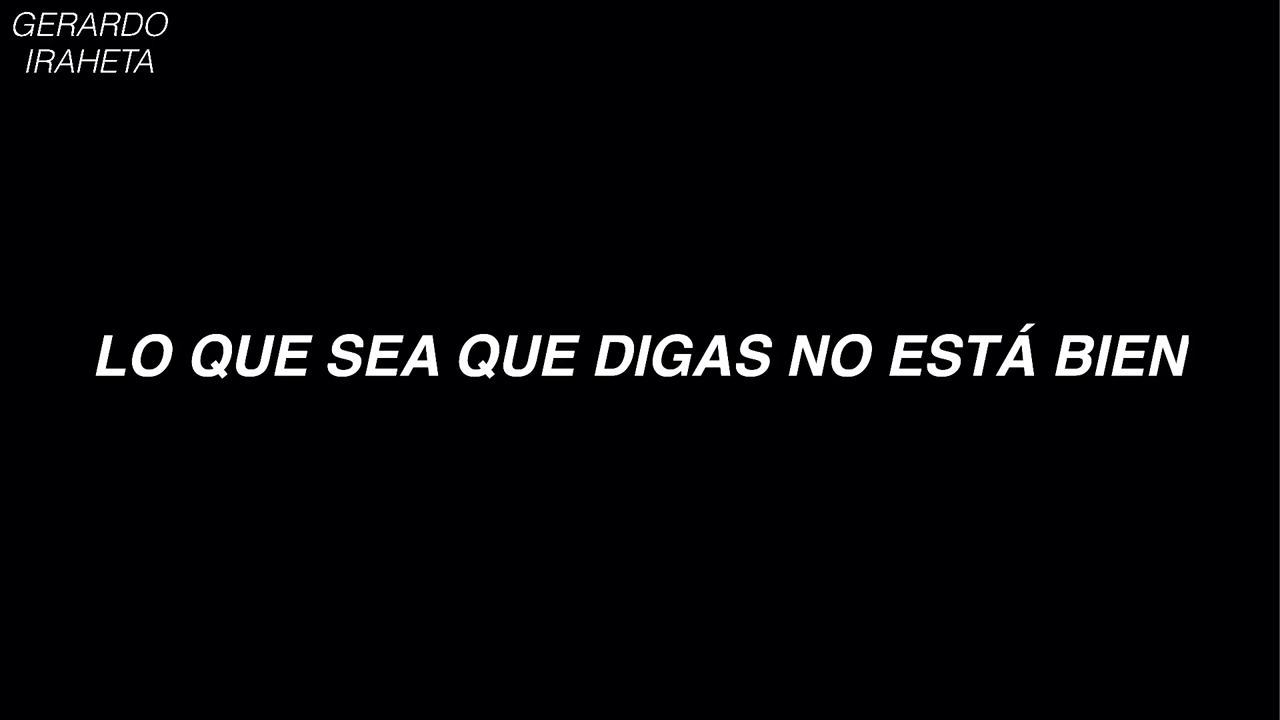 GERARDO
IRAHETA
LO QUE SEA QUE DIGAS NO ESTÁ BIEN